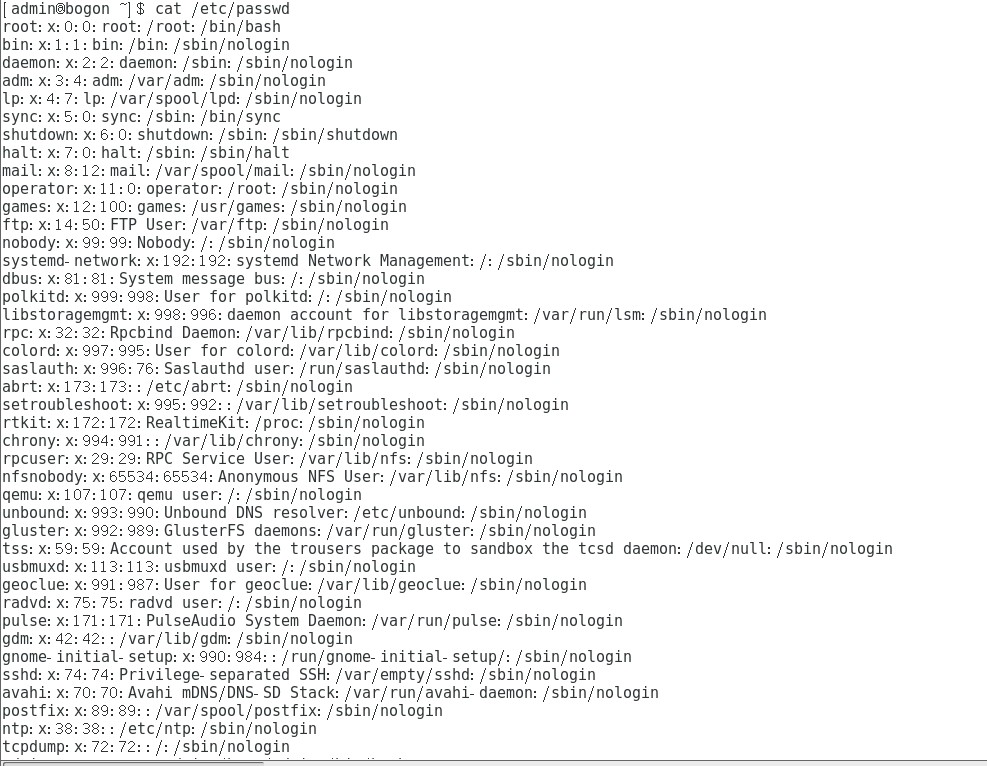 [admin@bogon ~]$ cat /etc/passwd
root:x:0:0:root:/root:/bin/bash
bin:x:1:1:bin:/bin:/sbin/nologin
daemon:x:2:2:daemon:/sbin:/sbin/nologin
adm:x:3:4:adm:/var/adm:/sbin/nologin
lp:x:4:7:lp:/var/spool/lpd:/sbin/nologin
sync:x:5:0:sync:/sbin:/bin/sync
shutdown:x:6:0:shutdown:/sbin:/sbin/shutdown
halt:x:7:0:halt:/sbin:/sbin/halt
mail:x:8:12:mail:/var/spool/mail:/sbin/nologin
operator:x:11:0:operator:/root:/sbin/nologin
games:x:12:100:games:/usr/games:/sbin/nologin
ftp:x:14:50:FTP User:/var/ftp:/sbin/nologin
nobody:x:99:99:Nobody:/:/sbin/nologin
systemd-network:x:192:192:systemd Network Management:/:/sbin/nologin
dbus:x:81:81:System message bus:/:/sbin/nologin
polkitd:x:999:998:User for polkitd:/:/sbin/nologin
libstoragemgmt:x:998:996:daemon account for libstoragemgmt:/var/run/lsm:/sbin/nologin
rpc:x:32:32:Rpcbind Daemon:/var/lib/rpcbind:/sbin/nologin
colord:x:997:995:User for colord:/var/lib/colord:/sbin/nologin
saslauth:x:996:76:Saslauthd user:/run/saslauthd:/sbin/nologin
abrt:x:173:173::/etc/abrt:/sbin/nologin
setroubleshoot:x:995:992::/var/lib/setroubleshoot:/sbin/nologin
rtkit:x:172:172:RealtimeKit:/proc:/sbin/nologin
chrony:x:994:991::/var/lib/chrony:/sbin/nologin
rpcuser:x:29:29:RPC Service User:/var/lib/nfs:/sbin/nologin
nfsnobody:x:65534:65534:Anonymous NFS User:/var/lib/nfs:/sbin/nologin
qemu:x:107:107:qemu user:/:/sbin/nologin
unbound:x:993:990:Unbound DNS resolver:/etc/unbound:/sbin/nologin
gluster:x:992:989:GlusterFS daemons:/var/run/gluster:/sbin/nologin
tss:x:59:59:Account used by the trousers package to sandbox the tcsd daemon:/dev/null:/sbin/nologin
usbmuxd:x:113:113:usbmuxd user:/:/sbin/nologin
geoclue:x:991:987:User for geoclue:/var/lib/geoclue:/sbin/nologin
radvd:x:75:75:radvd user:/:/sbin/nologin
pulse:x:171:171:PulseAudio System Daemon:/var/run/pulse:/sbin/nologin
gdm:x:42:42::/var/lib/gdm:/sbin/nologin
gnome-initial-setup:x:990:984::/run/gnome-initial-setup/:/sbin/nologin
sshd:x:74:74:Privilege-separated SSH:/var/empty/sshd:/sbin/nologin
avahi:x:70:70:Avahi mDNS/DNS-SD Stack:/var/run/avahi-daemon:/sbin/nologin
postfix:x:89:89::/var/spool/postfix:/sbin/nologin
ntp:x:38:38::/etc/ntp:/sbin/nologin
tcpdump:x:72:72::/:/sbin/nologin